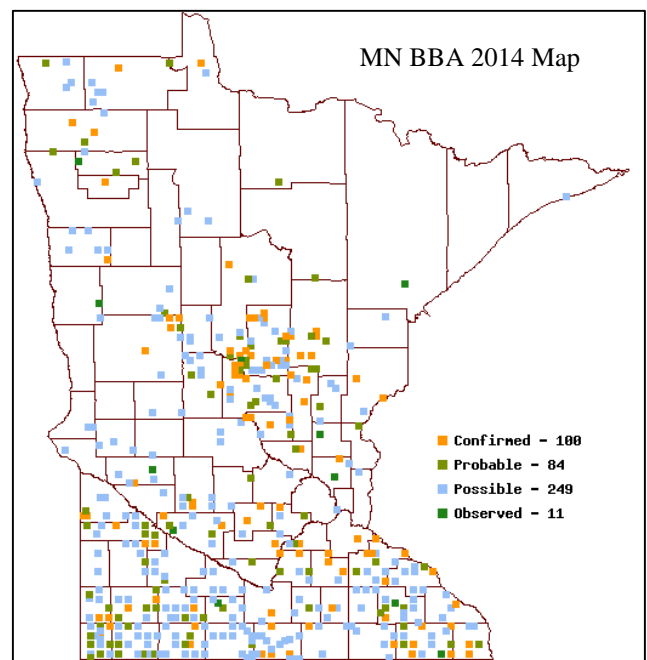 MN BBA 2014 Map
Confirmed - 100
Probable - 84
Possible - 249
Observed - 11